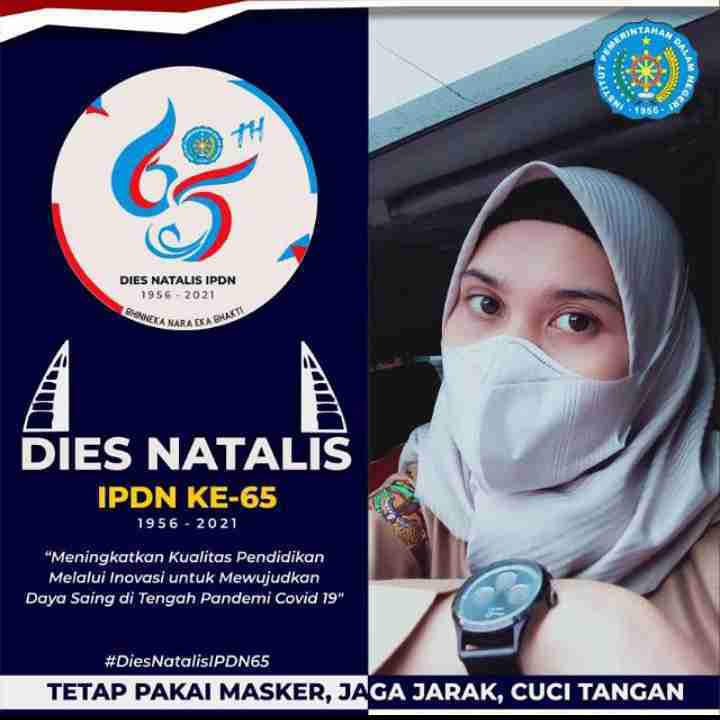 65 TH
DIES NATALIS IPDN
1956 - 2021
BHINNEKA NARA EKA BHAKTI
INSTITUT PEMERINTAHAN DALAM NEGERI
- 1956 -
DIES NATALIS
IPDN KE-65
1956 - 2021
“Meningkatkan Kualitas Pendidikan
Melalui Inovasi untuk Mewujudkan
Daya Saing di Tengah Pandemi Covid 19"
#DiesNatalisIPDN65
TETAP PAKAI MASKER, JAGA JARAK, CUCI TANGAN